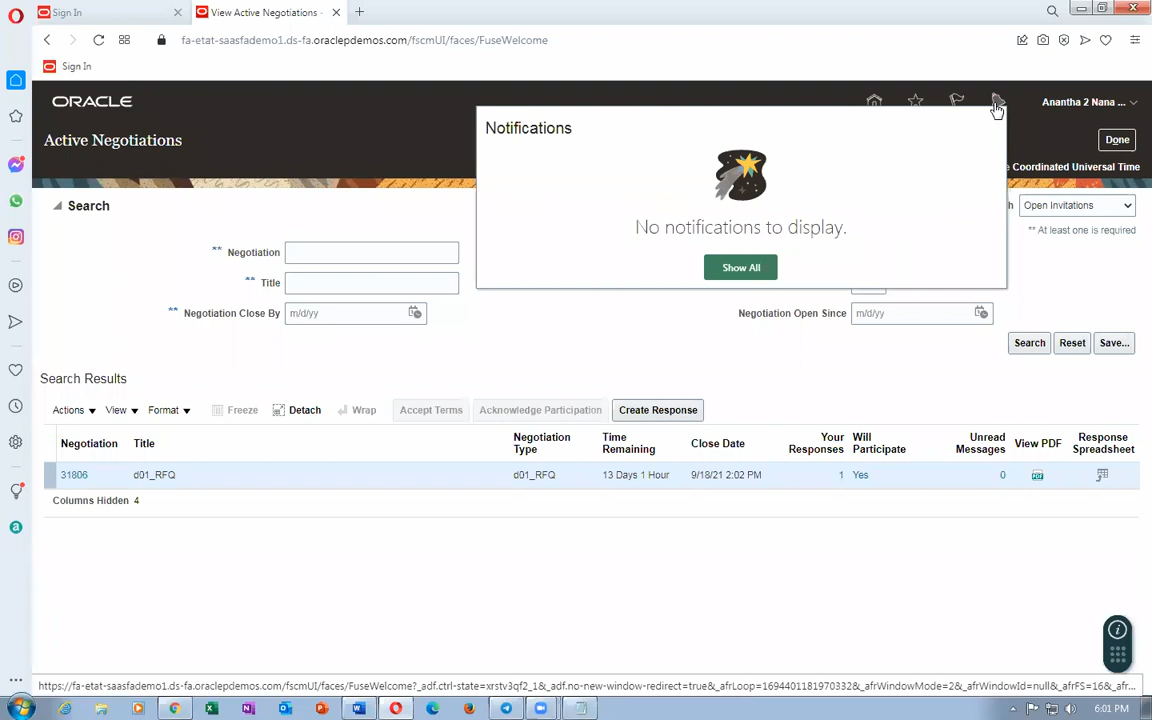 Sign In
View Active Negotiations -
fa-etat-saasfademo1.ds-fa.oraclepdemos.com/fscmUI/faces/FuseWelcome
Sign In
ORACLE
Anantha 2 Nana ...
Active Negotiations
Done
Coordinated Universal Time
Notifications
No notifications to display.
Show All
Search
Open Invitations
** At least one is required
** Negotiation
** Title
** Negotiation Close By m/d/yy
Negotiation Open Since m/d/yy
Search Reset Save...
Search Results
Actions View Format Freeze Detach Wrap Accept Terms Acknowledge Participation Create Response
Negotiation Title Negotiation Type Time Remaining Close Date Your Responses Will Participate Unread Messages View PDF Response Spreadsheet
31806 d01_RFQ d01_RFQ 13 Days 1 Hour 9/18/21 2:02 PM 1 Yes 0
Columns Hidden 4
https://fa-etat-saasfademo1.ds-fa.oraclepdemos.com/fscmUI/faces/FuseWelcome?_adf.ctrl-state=xrstv3qf2_1&_adf.no-new-window-redirect=true&_afrLoop=1694401181970332&_afrWindowMode=2&_afrWindowId=null&_afrFS=16&_afr...
6:01 PM